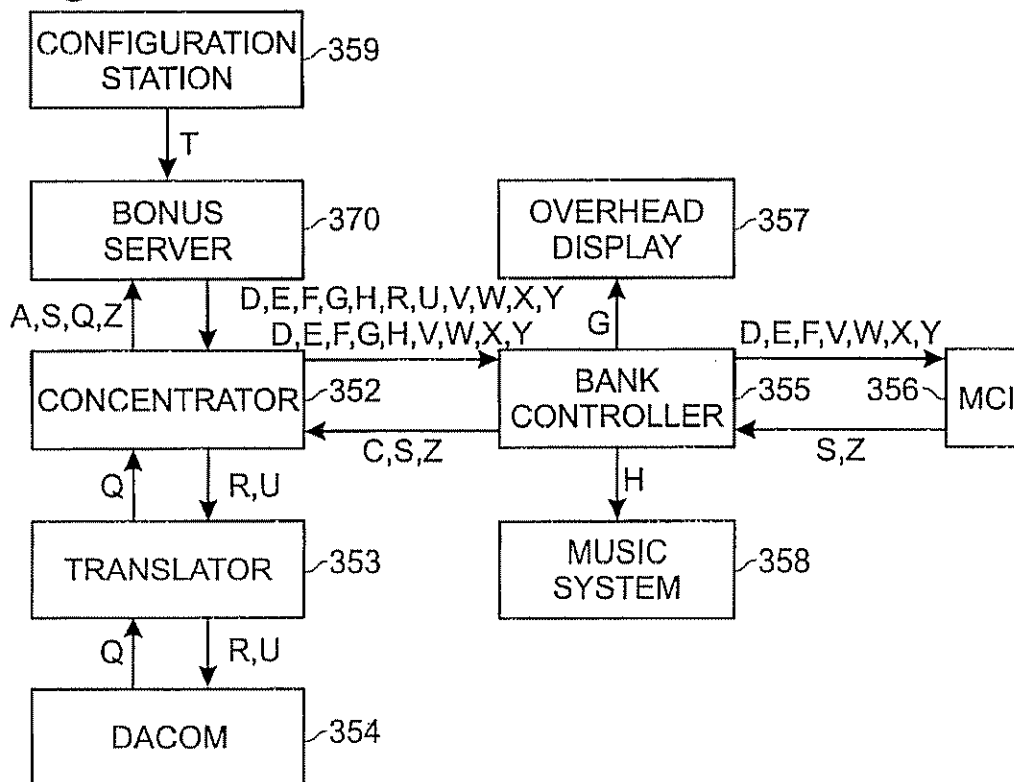 CONFIGURATION
STATION
359
T
BONUS
SERVER
370
OVERHEAD
DISPLAY
357
A,S,Q,Z
D,E,F,G,H,R,U,V,W,X,Y
D,E,F,G,H,V,W,X,Y
G
D,E,F,V,W,X,Y
CONCENTRATOR
352
BANK
CONTROLLER
355
356
MCI
C,S,Z
S,Z
Q
R,U
H
TRANSLATOR
353
MUSIC
SYSTEM
358
Q
R,U
DACOM
354